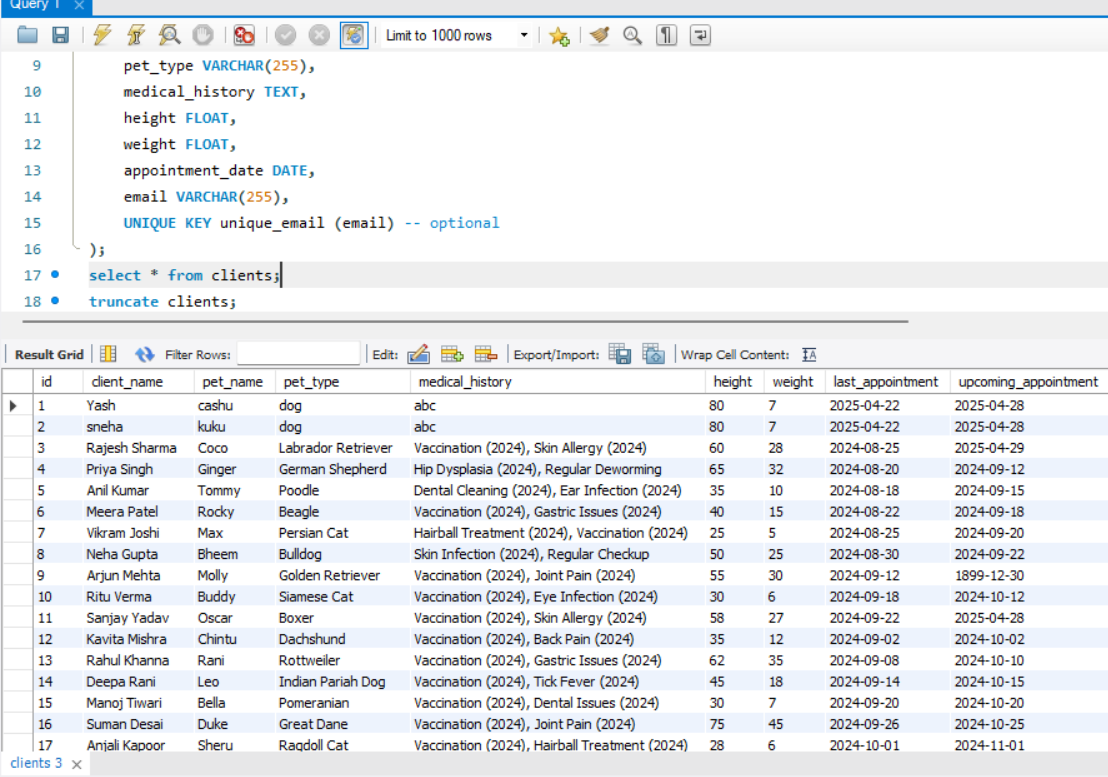 Query 1
Limit to 1000 rows
9 pet_type VARCHAR(255),
10 medical_history TEXT,
11 height FLOAT,
12 weight FLOAT,
13 appointment_date DATE,
14 email VARCHAR(255),
15 UNIQUE KEY unique_email (email) -- optional
16 );
17 select * from clients;
18 truncate clients;
Result Grid Filter Rows: Edit: Export/Import: Wrap Cell Content:
id client_name pet_name pet_type medical_history height weight last_appointment upcoming_appointment
1 Yash cashu dog abc 80 7 2025-04-22 2025-04-28
2 sneha kuku dog abc 80 7 2025-04-22 2025-04-28
3 Rajesh Sharma Coco Labrador Retriever Vaccination (2024), Skin Allergy (2024) 60 28 2024-08-25 2025-04-29
4 Priya Singh Ginger German Shepherd Hip Dysplasia (2024), Regular Deworming 65 32 2024-08-20 2024-09-12
5 Anil Kumar Tommy Poodle Dental Cleaning (2024), Ear Infection (2024) 35 10 2024-08-18 2024-09-15
6 Meera Patel Rocky Beagle Vaccination (2024), Gastric Issues (2024) 40 15 2024-08-22 2024-09-18
7 Vikram Joshi Max Persian Cat Hairball Treatment (2024), Vaccination (2024) 25 5 2024-08-25 2024-09-20
8 Neha Gupta Bheem Bulldog Skin Infection (2024), Regular Checkup 50 25 2024-08-30 2024-09-22
9 Arjun Mehta Molly Golden Retriever Vaccination (2024), Joint Pain (2024) 55 30 2024-09-12 1899-12-30
10 Ritu Verma Buddy Siamese Cat Vaccination (2024), Eye Infection (2024) 30 6 2024-09-18 2024-10-12
11 Sanjay Yadav Oscar Boxer Vaccination (2024), Skin Allergy (2024) 58 27 2024-09-22 2025-04-28
12 Kavita Mishra Chintu Dachshund Vaccination (2024), Back Pain (2024) 35 12 2024-09-02 2024-10-02
13 Rahul Khanna Rani Rottweiler Vaccination (2024), Gastric Issues (2024) 62 35 2024-09-08 2024-10-10
14 Deepa Rani Leo Indian Pariah Dog Vaccination (2024), Tick Fever (2024) 45 18 2024-09-14 2024-10-15
15 Manoj Tiwari Bella Pomeranian Vaccination (2024), Dental Issues (2024) 30 7 2024-09-20 2024-10-20
16 Suman Desai Duke Great Dane Vaccination (2024), Joint Pain (2024) 75 45 2024-09-26 2024-10-25
17 Anjali Kapoor Sheru Ragdoll Cat Vaccination (2024), Hairball Treatment (2024) 28 6 2024-10-01 2024-11-01
clients 3